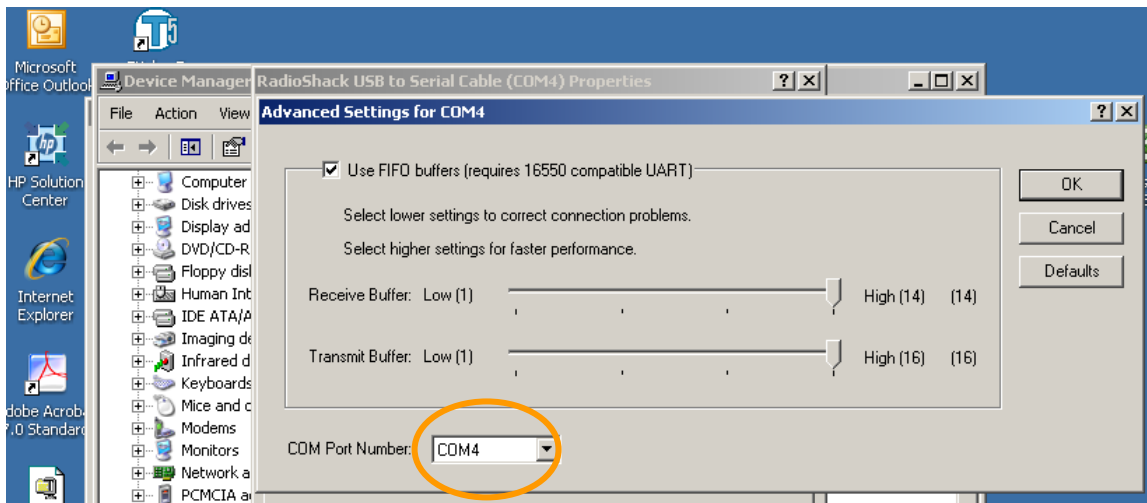 Microsoft
Office Outlook
Device Manager
RadioShack USB to Serial Cable (COM4) Properties
File Action View
Advanced Settings for COM4
HP Solution
Center
Internet
Explorer
dobe Acrob
7.0 Standard
Computer
Disk drives
Display ad
DVD/CD-R
Floppy disl
Human Int
IDE ATA/A
Imaging de
Infrared d
Keyboards
Mice and o
Modems
Monitors
Network a
PCMCIA a
Use FIFO buffers (requires 16550 compatible UART)
Select lower settings to correct connection problems.
Select higher settings for faster performance.
Receive Buffer: Low (1) High (14) (14)
Transmit Buffer: Low (1) High (16) (16)
COM Port Number: COM4
OK
Cancel
Defaults